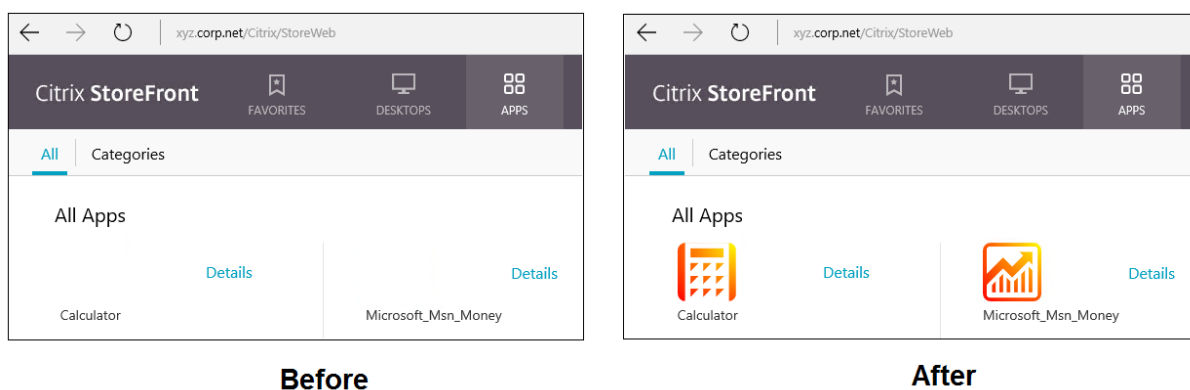 xyz.corp.net/Citrix/StoreWeb
Citrix StoreFront
FAVORITES
DESKTOPS
APPS
All
Categories
All Apps
Details
Details
Calculator
Microsoft_Msn_Money
Before
xyz.corp.net/Citrix/StoreWeb
Citrix StoreFront
FAVORITES
DESKTOPS
APPS
All
Categories
All Apps
Details
Details
Calculator
Microsoft_Msn_Money
After